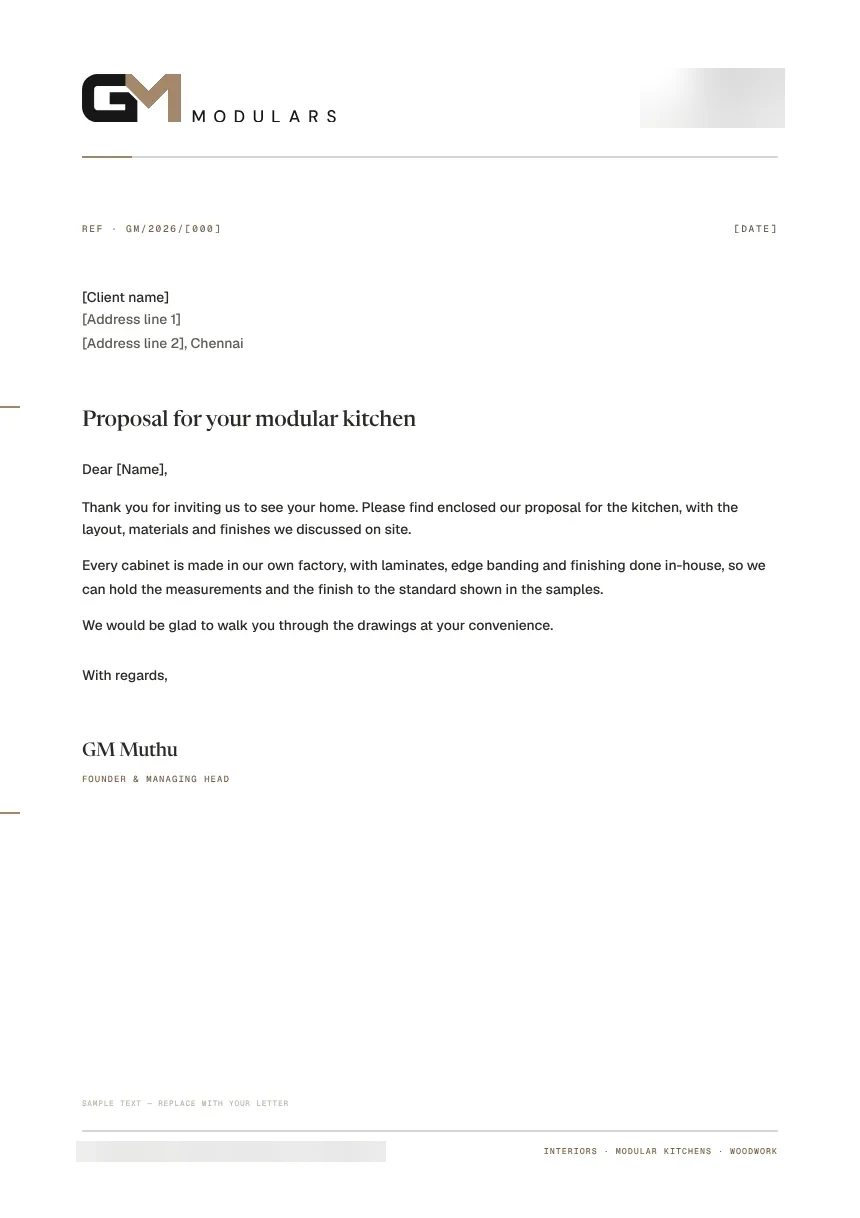 GM MODULARS
REF · GM/2026/[000]
[DATE]
[Client name]
[Address line 1]
[Address line 2], Chennai
Proposal for your modular kitchen
Dear [Name],
Thank you for inviting us to see your home. Please find enclosed our proposal for the kitchen, with the
layout, materials and finishes we discussed on site.
Every cabinet is made in our own factory, with laminates, edge banding and finishing done in-house, so we
can hold the measurements and the finish to the standard shown in the samples.
We would be glad to walk you through the drawings at your convenience.
With regards,
GM Muthu
FOUNDER & MANAGING HEAD
SAMPLE TEXT — REPLACE WITH YOUR LETTER
INTERIORS · MODULAR KITCHENS · WOODWORK